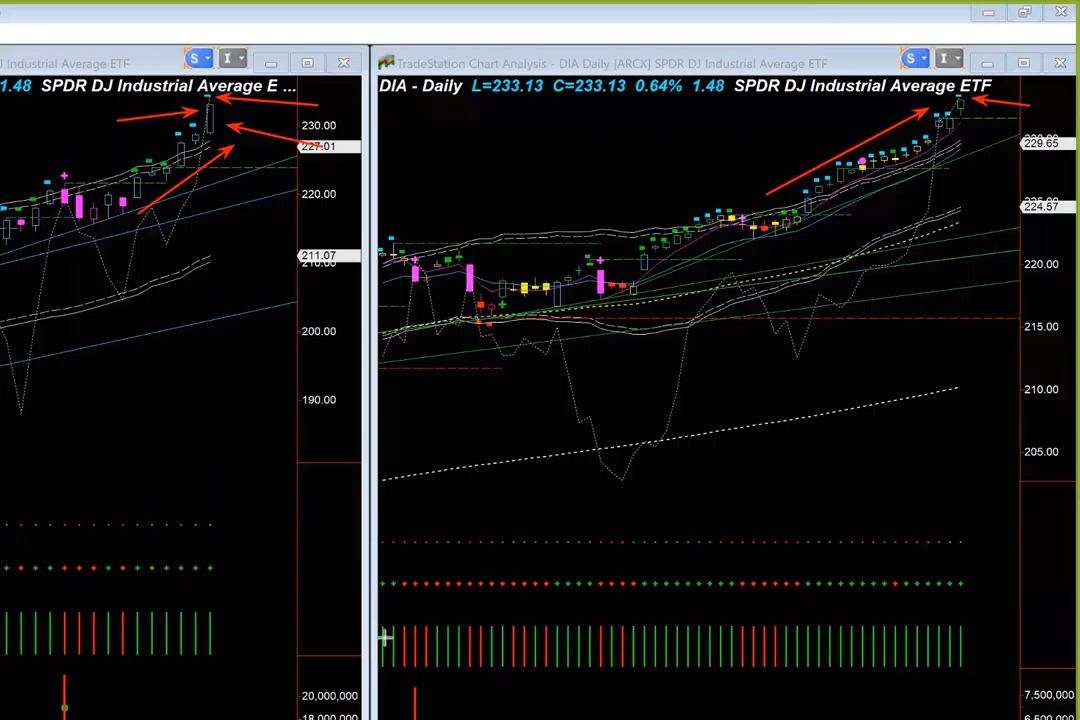 J Industrial Average ETF
S
I
1.48 SPDR DJ Industrial Average E ...
230.00
227.01
220.00
211.07
210.00
200.00
190.00
20,000,000
18,000,000
TradeStation Chart Analysis - DIA Daily [ARCX] SPDR DJ Industrial Average ETF
S
I
DIA - Daily L=233.13 C=233.13 0.64% 1.48 SPDR DJ Industrial Average ETF
229.65
224.57
220.00
215.00
210.00
205.00
7,500,000
6,500,000